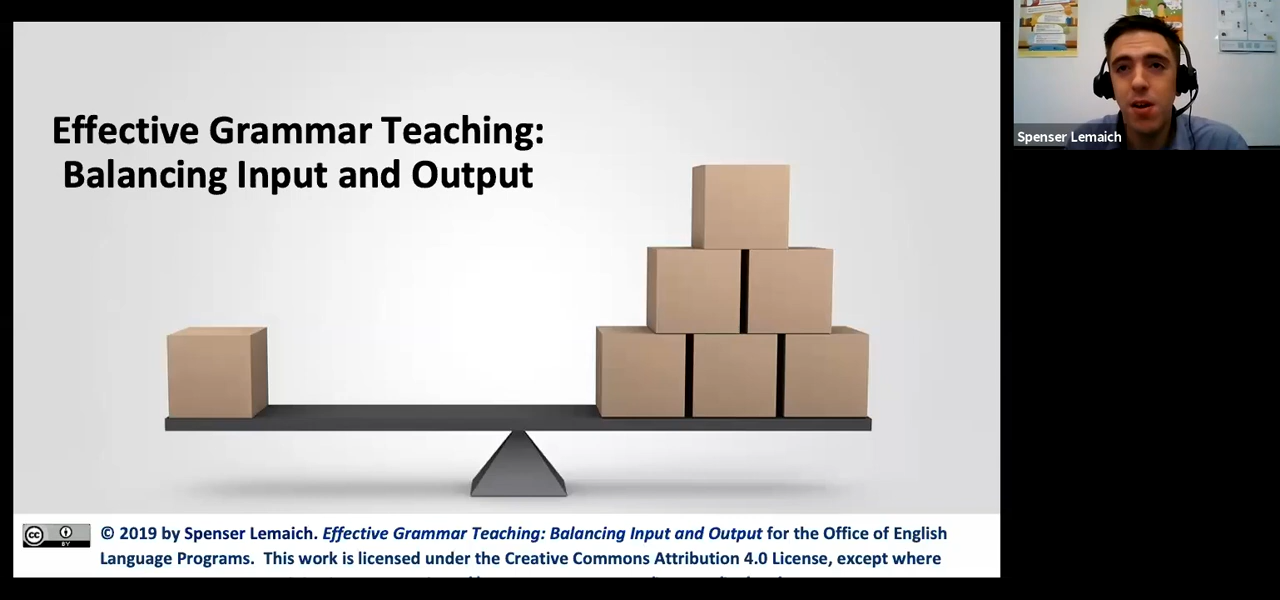 Effective Grammar Teaching:
Balancing Input and Output
Spenser Lemaich
cc BY
© 2019 by Spenser Lemaich. Effective Grammar Teaching: Balancing Input and Output for the Office of English
Language Programs. This work is licensed under the Creative Commons Attribution 4.0 License, except where